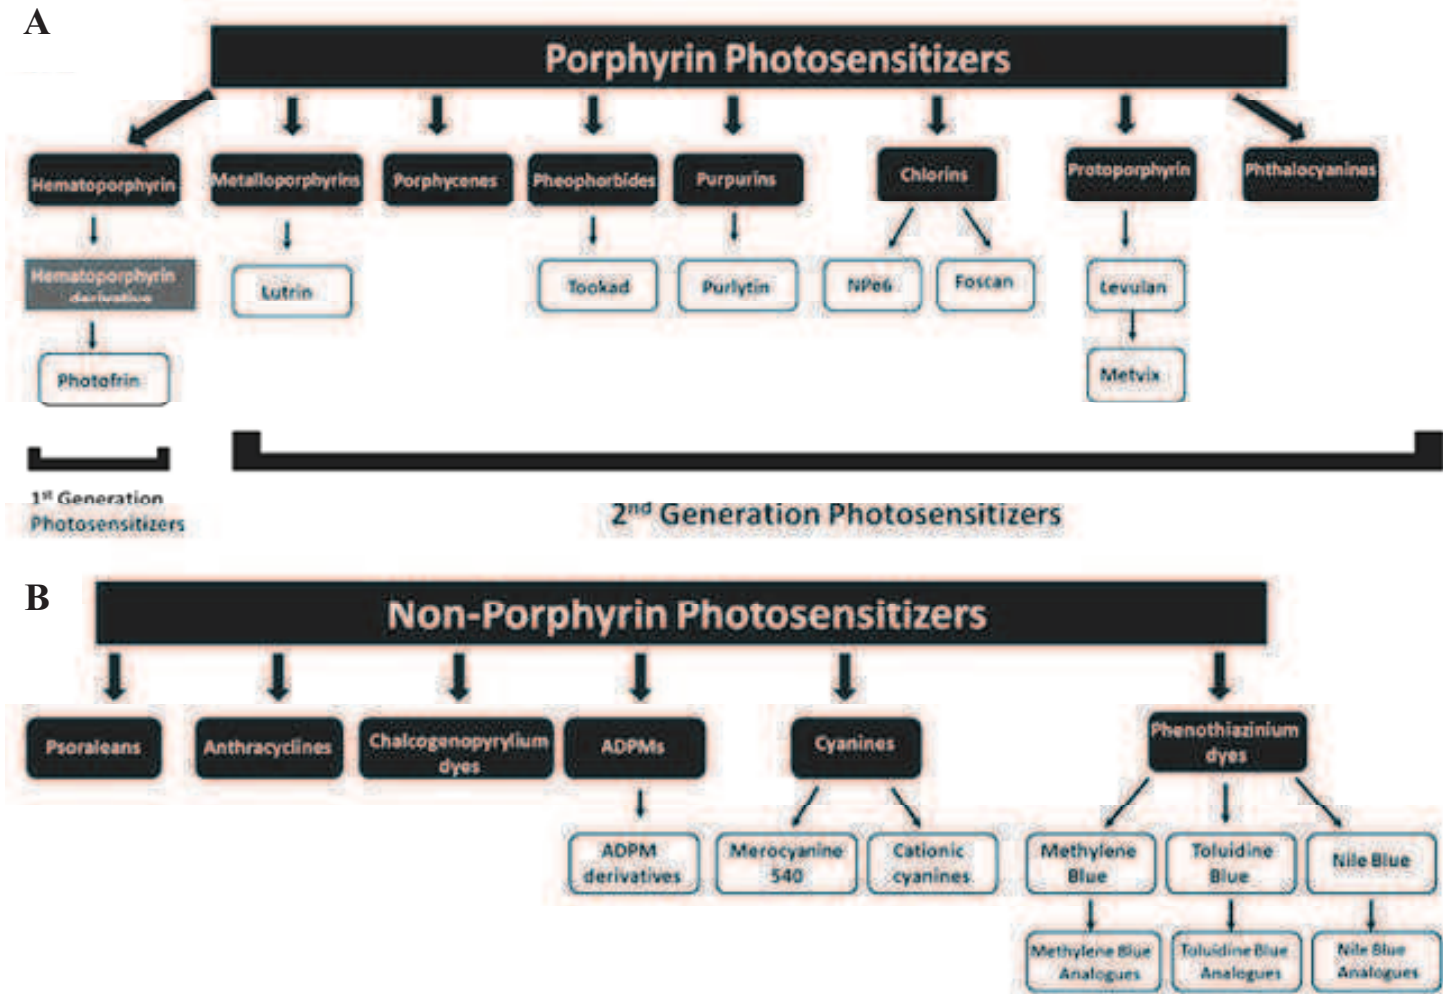 A
Porphyrin Photosensitizers
Hematoporphyrin
Metalloporphyrins
Porphycenes
Pheophorbides
Purpurins
Chlorins
Protoporphyrin
Phthalocyanines
Hematoporphyrin
derivative
Lutrin
Tookad
Purlytin
NPe6
Foscan
Levulan
Photofrin
Metvix
1st Generation
Photosensitizers
2nd Generation Photosensitizers
B
Non-Porphyrin Photosensitizers
Psoraleans
Anthracyclines
Chalcogenopyrylium
dyes
ADPMs
Cyanines
Phenothiazinium
dyes
ADPM
derivatives
Merocyanine
540
Cationic
cyanines
Methylene
Blue
Toluidine
Blue
Nile Blue
Methylene Blue
Analogues
Toluidine Blue
Analogues
Nile Blue
Analogues